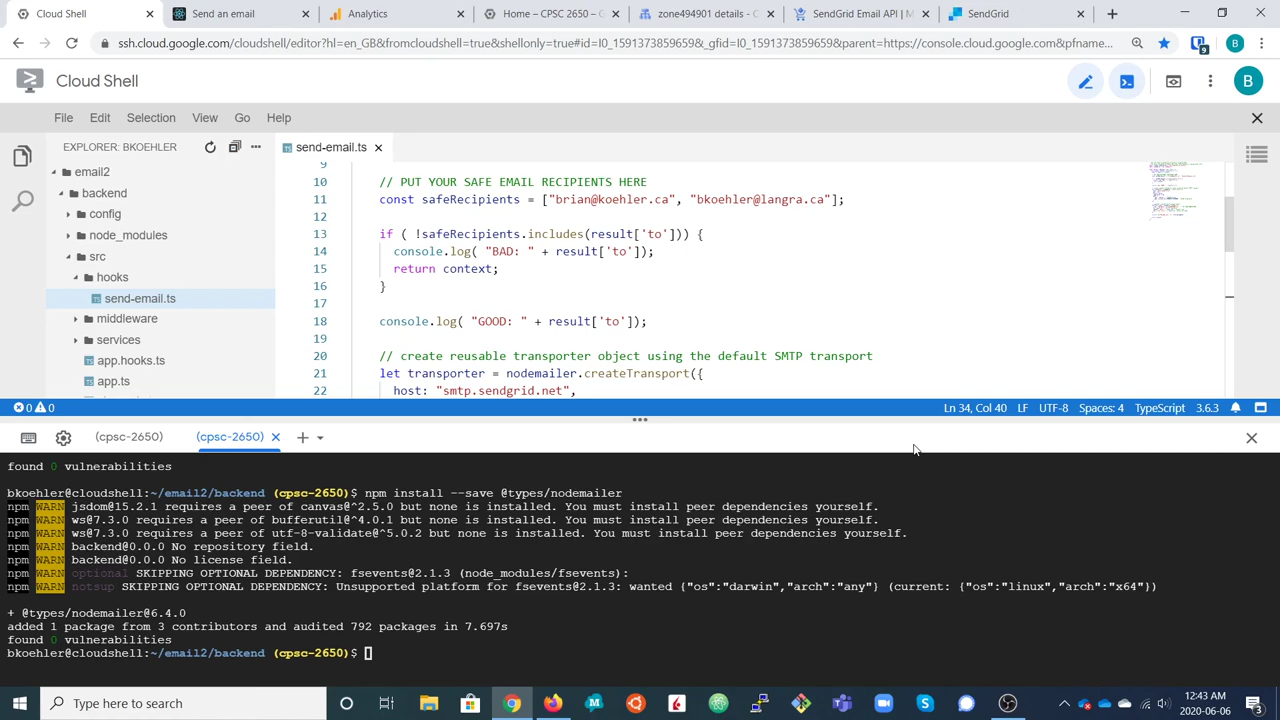 Cloud Shell
Send an email
Analytics
Home – CPSC 2650 – G
zone494901 details - C
SendGrid Email API | M
SendGrid
ssh.cloud.google.com/cloudshell/editor?hl=en_GB&fromcloudshell=true&shellonly=true#id=I0_1591373859659&_gfid=I0_1591373859659&parent=https://console.cloud.google.com&pfname...
9
B
Cloud Shell
B
File Edit Selection View Go Help
EXPLORER: BKOEHLER
send-email.ts
email2
backend
config
node_modules
src
hooks
send-email.ts
middleware
services
app.hooks.ts
app.ts
9
10 // PUT YOUR EMAIL RECIPIENTS HERE
11 const safeRecipients = ["brian@koehler.ca", "bkoehler@langra.ca"];
12
13 if ( !safeRecipients.includes(result['to'])) {
14 console.log( "BAD: " + result['to']);
15 return context;
16 }
17
18 console.log( "GOOD: " + result['to']);
19
20 // create reusable transporter object using the default SMTP transport
21 let transporter = nodemailer.createTransport({
22 host: "smtp.sendgrid.net",
0 0
Ln 34, Col 40 LF UTF-8 Spaces: 4 TypeScript 3.6.3
(cpsc-2650) (cpsc-2650)
found 0 vulnerabilities
bkoehler@cloudshell:~/email2/backend (cpsc-2650)$ npm install --save @types/nodemailer
npm WARN jsdom@15.2.1 requires a peer of canvas@^2.5.0 but none is installed. You must install peer dependencies yourself.
npm WARN ws@7.3.0 requires a peer of bufferutil@^4.0.1 but none is installed. You must install peer dependencies yourself.
npm WARN ws@7.3.0 requires a peer of utf-8-validate@^5.0.2 but none is installed. You must install peer dependencies yourself.
npm WARN backend@0.0.0 No repository field.
npm WARN backend@0.0.0 No license field.
npm WARN optional SKIPPING OPTIONAL DEPENDENCY: fsevents@2.1.3 (node_modules/fsevents):
npm WARN notsup SKIPPING OPTIONAL DEPENDENCY: Unsupported platform for fsevents@2.1.3: wanted {"os":"darwin","arch":"any"} (current: {"os":"linux","arch":"x64"})
+ @types/nodemailer@6.4.0
added 1 package from 3 contributors and audited 792 packages in 7.697s
found 0 vulnerabilities
bkoehler@cloudshell:~/email2/backend (cpsc-2650)$
Type here to search
12:43 AM
2020-06-06
3